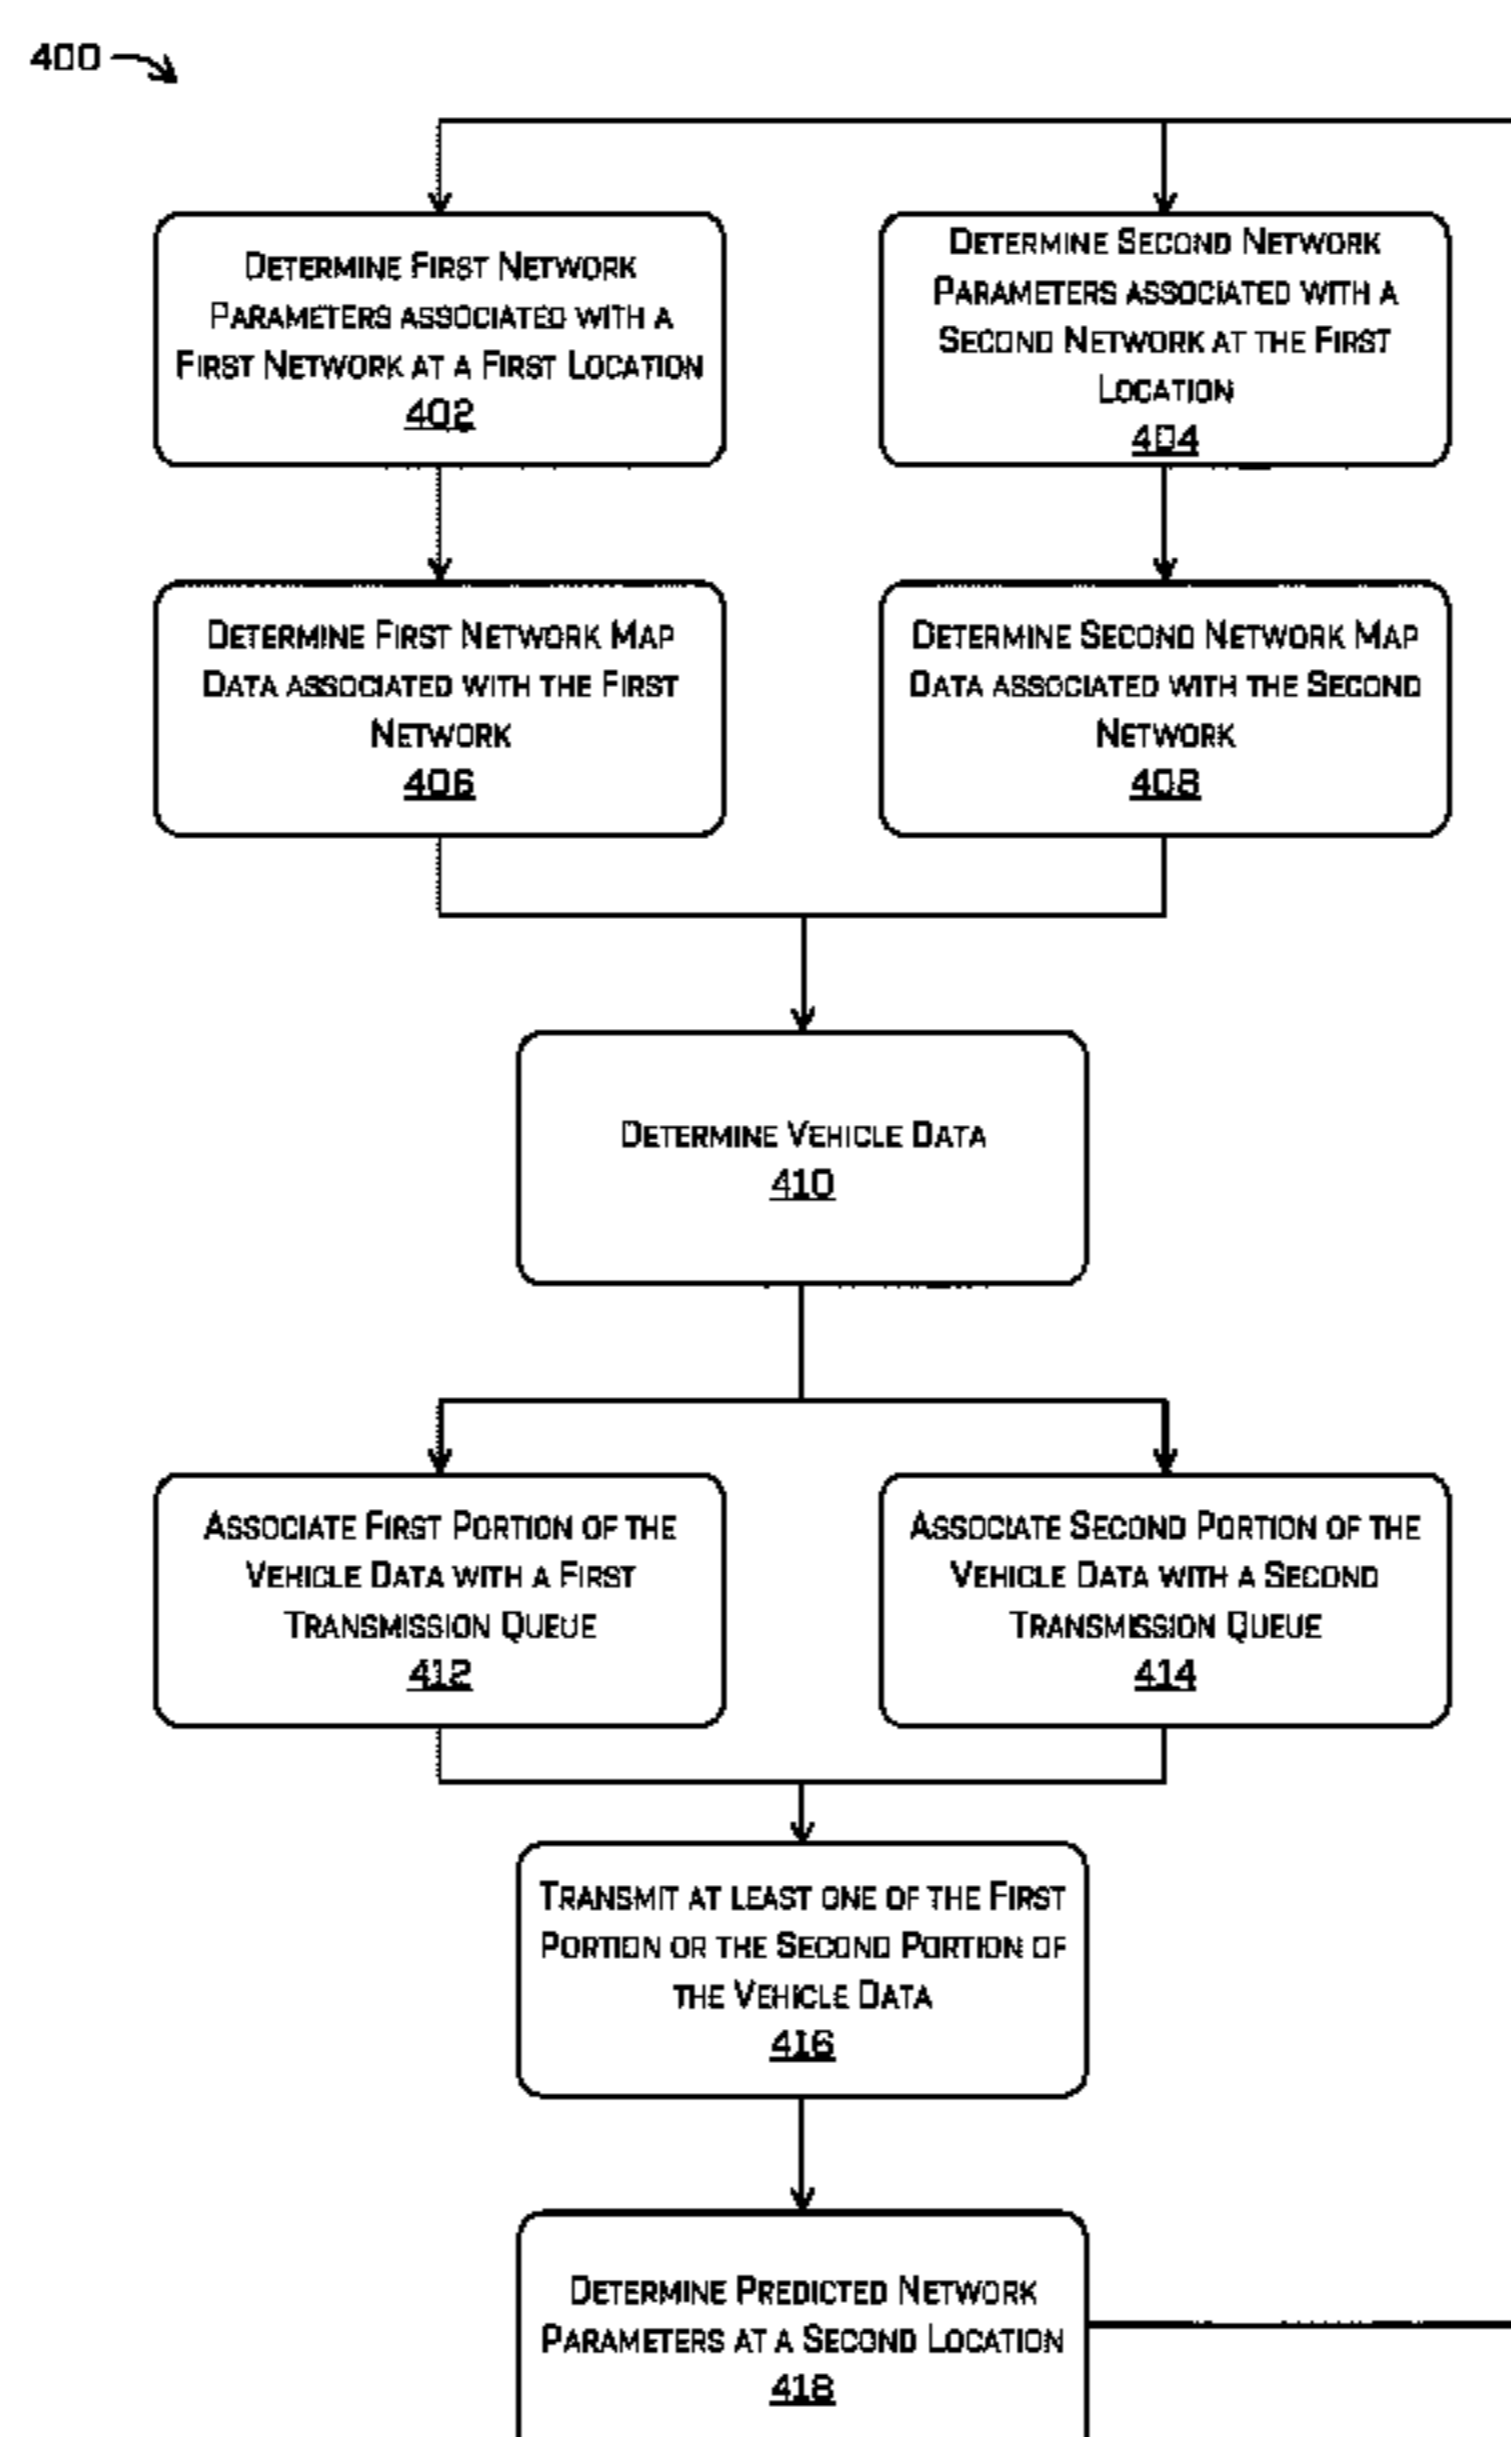 400
Determine First Network
Parameters associated with a
First Network at a First Location
402
Determine Second Network
Parameters associated with a
Second Network at the First
Location
404
Determine First Network Map
Data associated with the First
Network
406
Determine Second Network Map
Data associated with the Second
Network
408
Determine Vehicle Data
410
Associate First Portion of the
Vehicle Data with a First
Transmission Queue
412
Associate Second Portion of the
Vehicle Data with a Second
Transmission Queue
414
Transmit at least one of the First
Portion or the Second Portion of
the Vehicle Data
416
Determine Predicted Network
Parameters at a Second Location
418